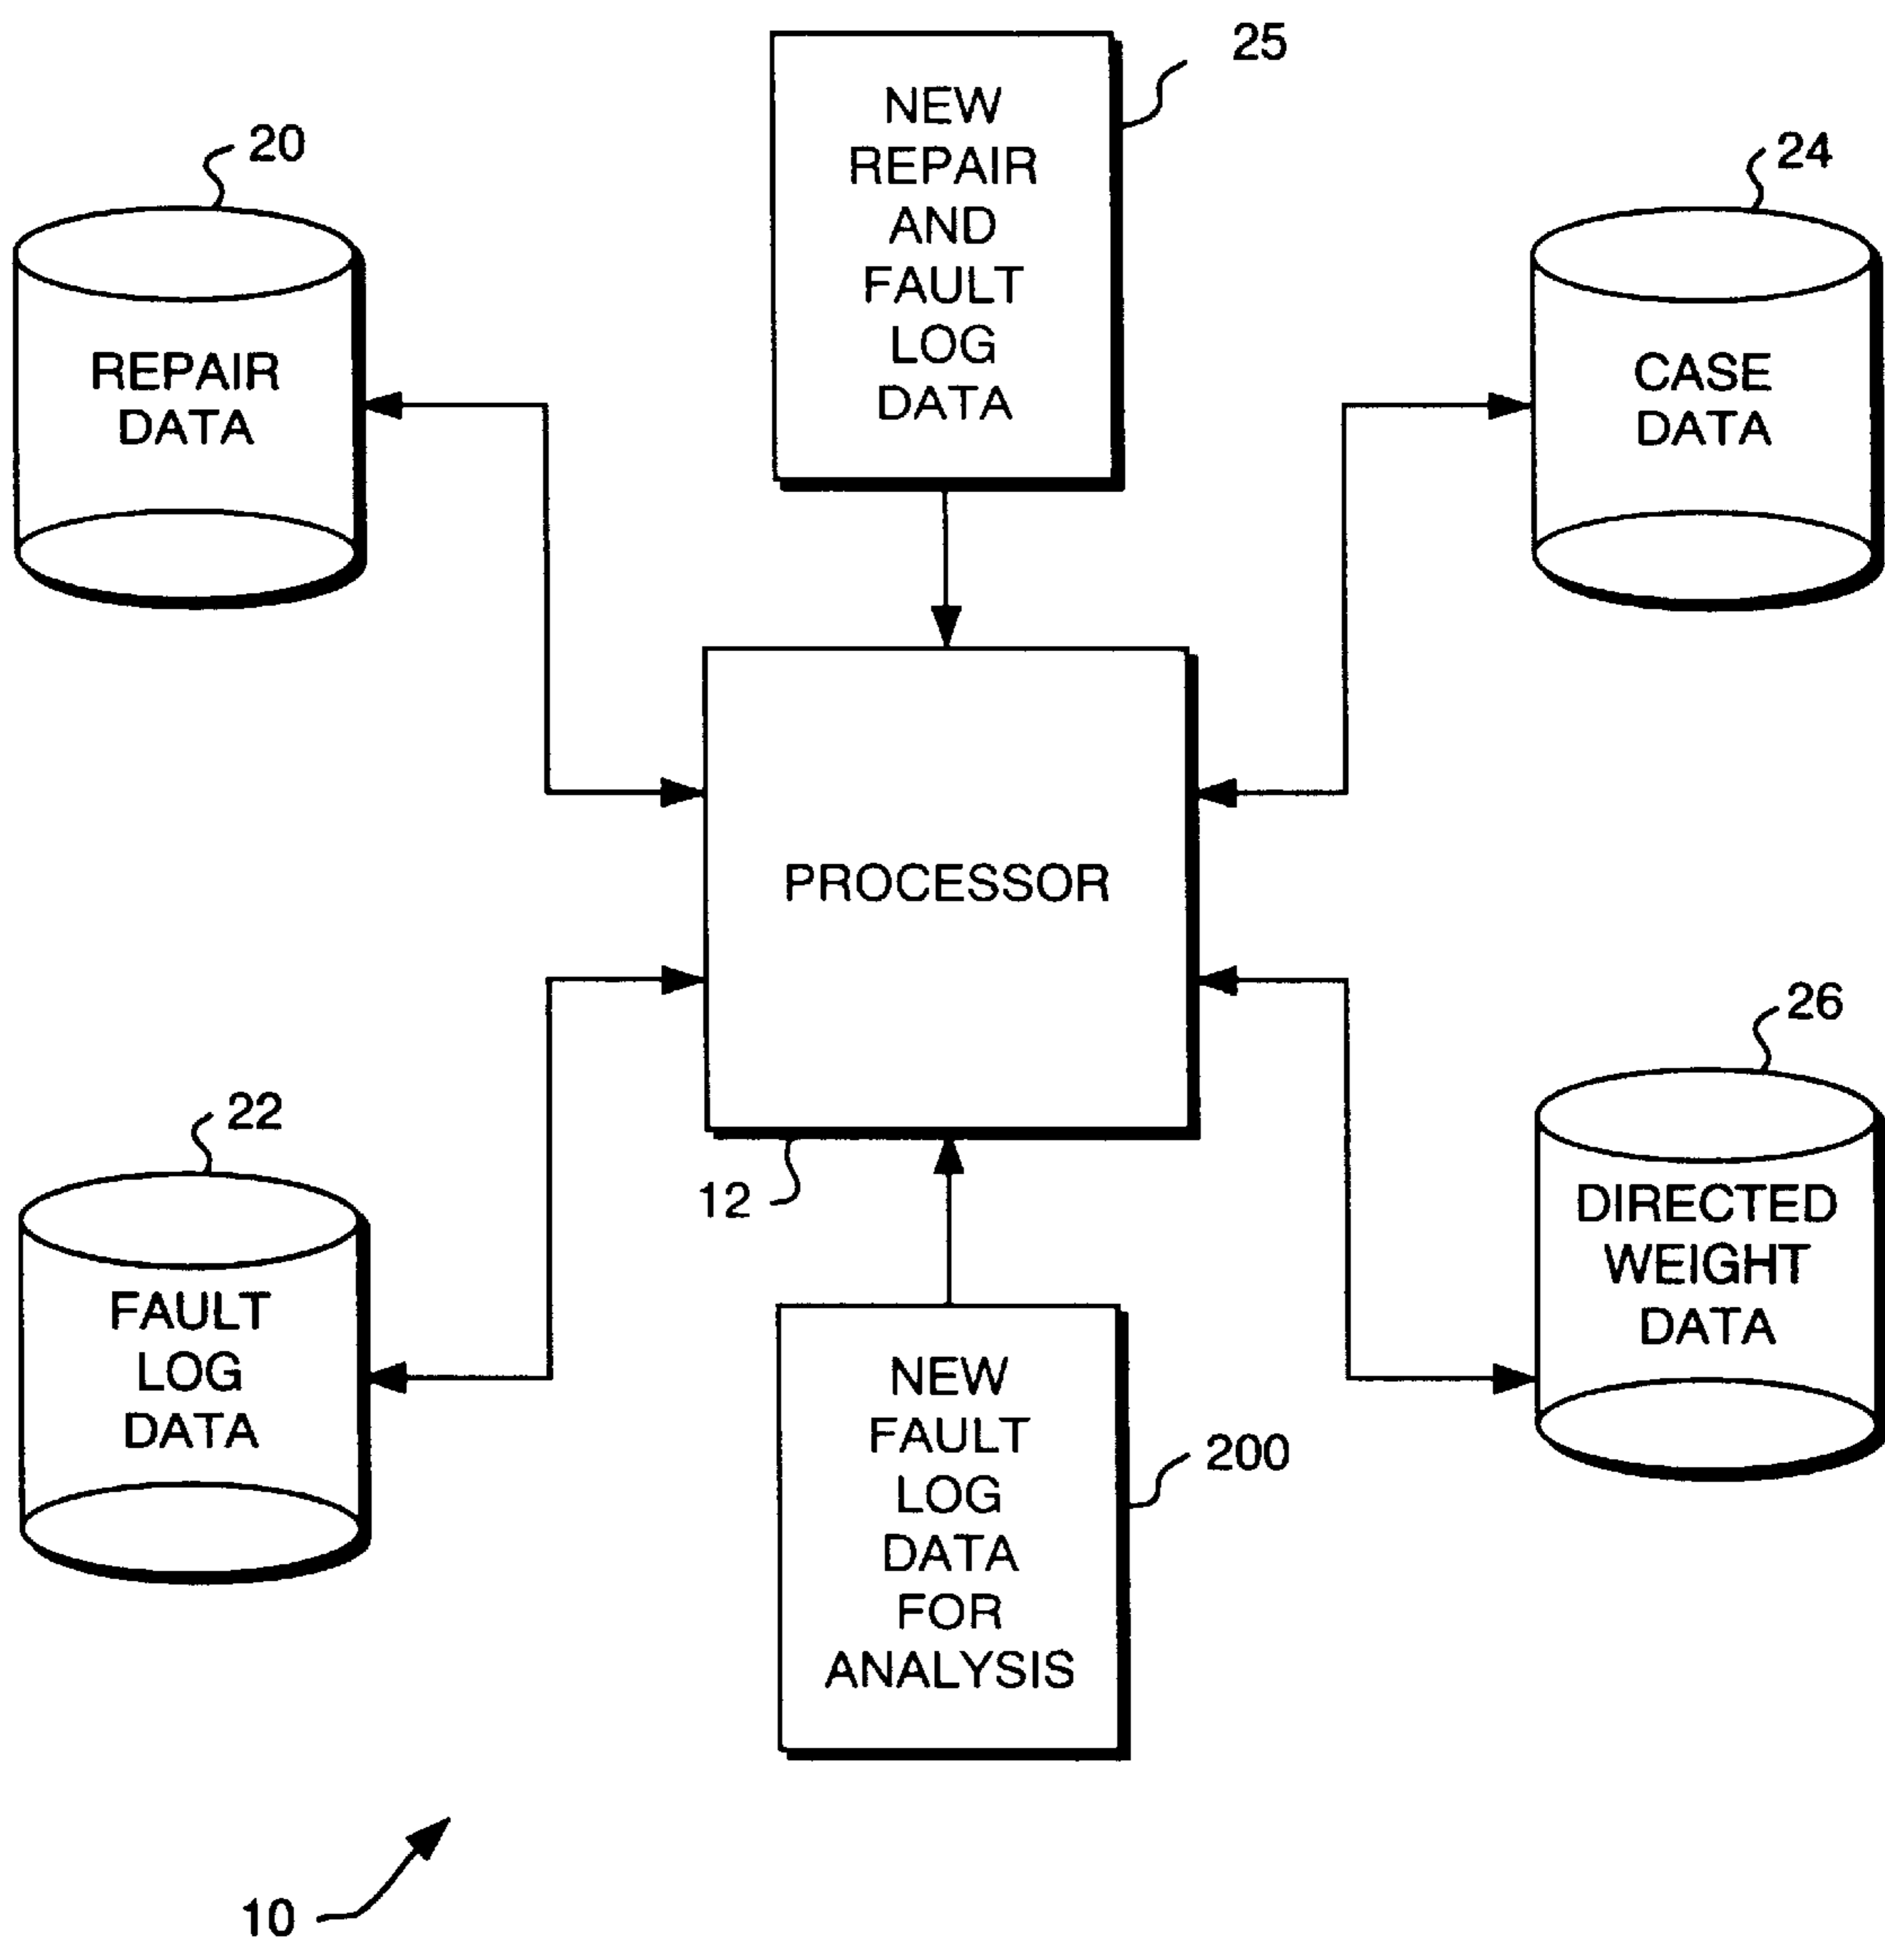 25
NEW
REPAIR
AND
FAULT
LOG
DATA
20
REPAIR
DATA
24
CASE
DATA
PROCESSOR
12
22
FAULT
LOG
DATA
26
DIRECTED
WEIGHT
DATA
200
NEW
FAULT
LOG
DATA
FOR
ANALYSIS
10